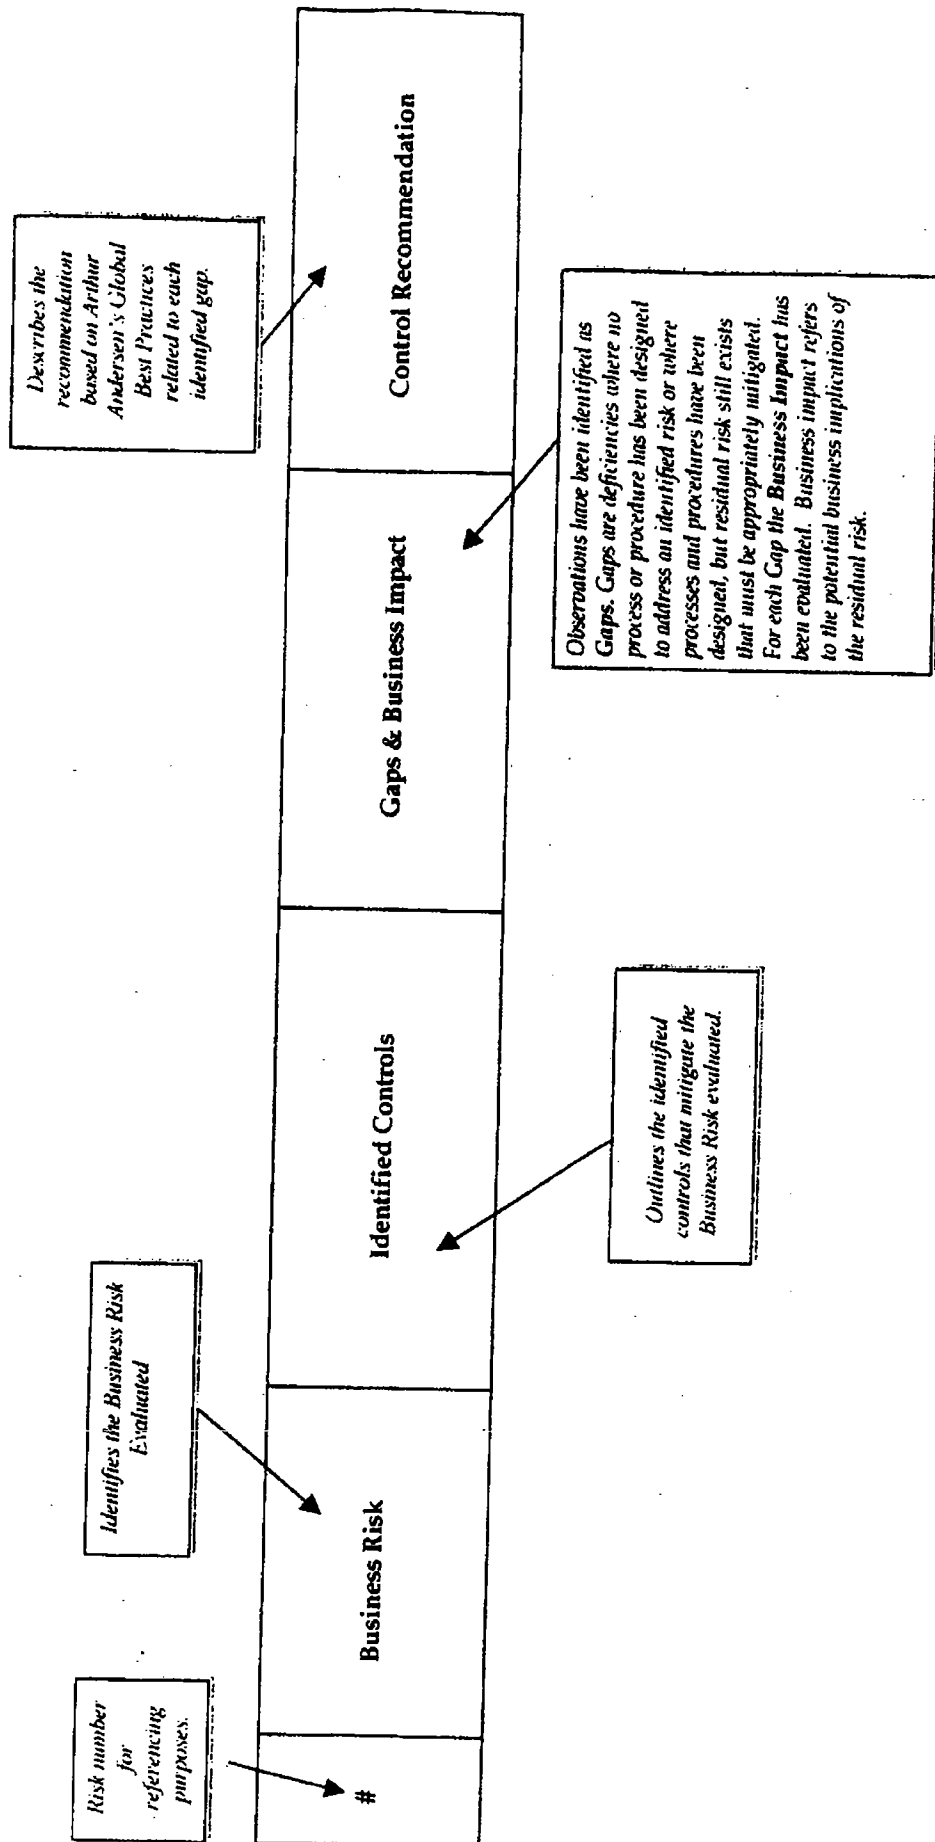 Risk number
for
referencing
purposes.
Identifies the Business Risk
Evaluated
Describes the
recommendation
based on Arthur
Andersen's Global
Best Practices
related to each
identified gap.
#
Business Risk
Identified Controls
Gaps & Business Impact
Control Recommendation
Outlines the identified
controls that mitigate the
Business Risk evaluated.
Observations have been identified as
Gaps. Gaps are deficiencies where no
process or procedure has been designed
to address an identified risk or where
processes and procedures have been
designed, but residual risk still exists
that must be appropriately mitigated.
For each Gap the Business Impact has
been evaluated. Business impact refers
to the potential business implications of
the residual risk.